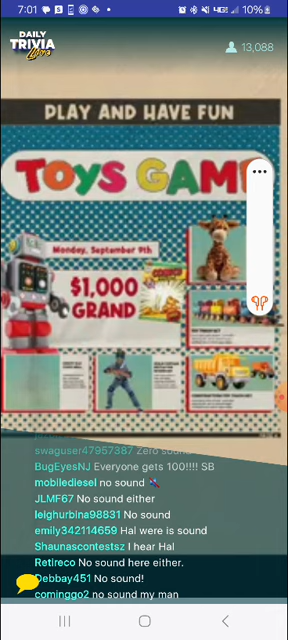 7:01
10%
DAILY
TRIVIA
Live
13,088
PLAY AND HAVE FUN
TOYS GAM
Monday, September 9th
$1,000
GRAND
swaguser47957387 Zero sound
BugEyesNJ Everyone gets 100!!!! SB
mobilediesel no sound
JLMF67 No sound either
leighurbina98831 No sound
emily342114659 Hal were is sound
Shaunascontestsz I hear Hal
Retireco No sound here either.
Debbay451 No sound!
cominggo2 no sound my man